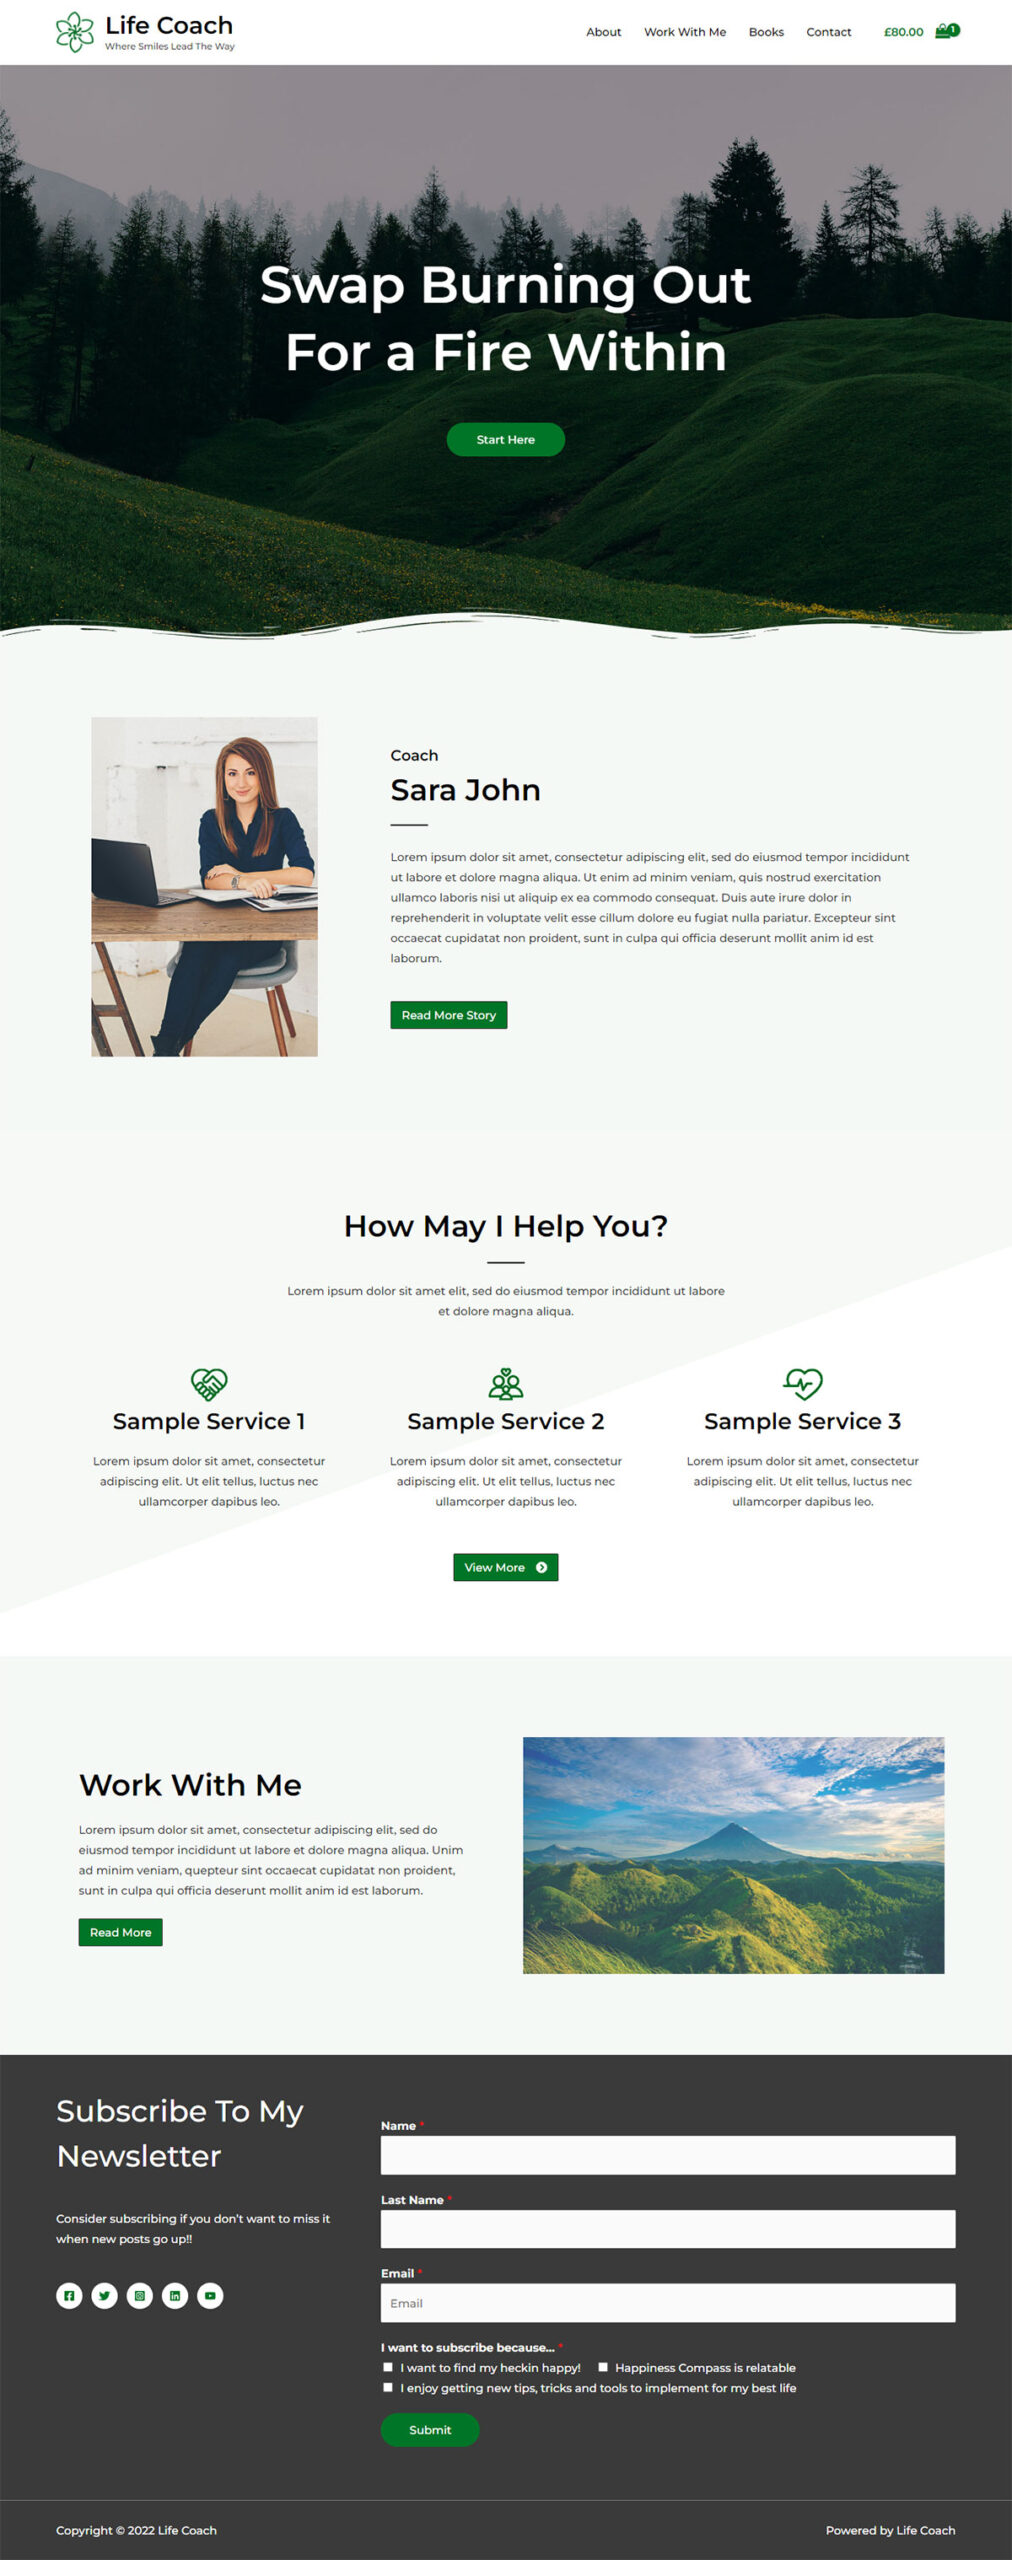 Life Coach
Where Smiles Lead The Way
About
Work With Me
Books
Contact
£80.00
1
Swap Burning Out
For a Fire Within
Start Here
Coach
Sara John
Lorem ipsum dolor sit amet, consectetur adipiscing elit, sed do eiusmod tempor incididunt
ut labore et dolore magna aliqua. Ut enim ad minim veniam, quis nostrud exercitation
ullamco laboris nisi ut aliquip ex ea commodo consequat. Duis aute irure dolor in
reprehenderit in voluptate velit esse cillum dolore eu fugiat nulla pariatur. Excepteur sint
occaecat cupidatat non proident, sunt in culpa qui officia deserunt mollit anim id est
laborum.
Read More Story
How May I Help You?
Lorem ipsum dolor sit amet elit, sed do eiusmod tempor incididunt ut labore
et dolore magna aliqua.
Sample Service 1
Lorem ipsum dolor sit amet, consectetur
adipiscing elit. Ut elit tellus, luctus nec
ullamcorper dapibus leo.
Sample Service 2
Lorem ipsum dolor sit amet, consectetur
adipiscing elit. Ut elit tellus, luctus nec
ullamcorper dapibus leo.
Sample Service 3
Lorem ipsum dolor sit amet, consectetur
adipiscing elit. Ut elit tellus, luctus nec
ullamcorper dapibus leo.
View More
Work With Me
Lorem ipsum dolor sit amet, consectetur adipiscing elit, sed do
eiusmod tempor incididunt ut labore et dolore magna aliqua. Unim
ad minim veniam, quepteur sint occaecat cupidatat non proident,
sunt in culpa qui officia deserunt mollit anim id est laborum.
Read More
Subscribe To My
Newsletter
Consider subscribing if you don't want to miss it
when new posts go up!!
Name *
Last Name *
Email *
Email
I want to subscribe because... *
I want to find my heckin happy!
Happiness Compass is relatable
I enjoy getting new tips, tricks and tools to implement for my best life
Submit
Copyright © 2022 Life Coach
Powered by Life Coach